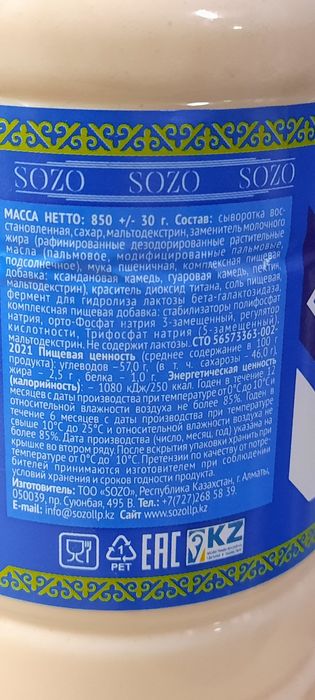 SOZO SOZO SOZO
МАССА НЕТТО: 850 +/- 30 г. Состав: сыворотка вос-
становленная, сахар, мальтодекстрин, заменитель молочного
жира (рафинированные дезодорированные растительные
масла (пальмовое, модифицированные пальмовые,
подсолнечное), мука пшеничная, комплексная пищевая
добавка: ксандановая камедь, гуаровая камедь, пектин,
мальтодекстрин), краситель диоксид титана, соль пищевая,
фермент для гидролиза лактозы бета-галактозидаза,
комплексная пищевая добавка: стабилизаторы полифосфат
натрия, орто-Фосфат натрия 3-замещенный, регулятор
кислотности, Трифосфат натрия (5-замещенный),
мальтодекстрин. Не содержит лактозы. СТО 56573363-002-
2021 Пищевая ценность (среднее содержание в 100 г
продукта): углеводов –57,0 г, (в т. ч. сахарозы - 46,0 г),
жира – 2,5 г, белка – 1,0 г. Энергетическая ценность
(калорийность): – 1080 кДж/250 ккал. Годен в течение 12
месяцев с даты производства при температуре от 0°С до 10°С и
относительной влажности воздуха не более 85%. Годен в
течение 6 месяцев с даты производства при температуре
свыше 10°С до 25°С и относительной влажности воздуха не
более 85%. Дата производства (число, месяц, год) указана на
крышке во втором ряду. После вскрытия упаковки хранить при
температуре от 0°С до 10°С. Претензии по качеству от потре-
бителей принимаются изготовителем при соблюдении
условий хранения и сроков годности продукта.
Изготовитель: ТОО «SOZO», Республика Казахстан, г. Алматы,
050039, пр. Суюнбая, 495 В. Тел.: +7(727)268 58 39.
E-mail: info@sozollp.kz Сайт www.sozollp.kz
1
PET
EAC
KZ